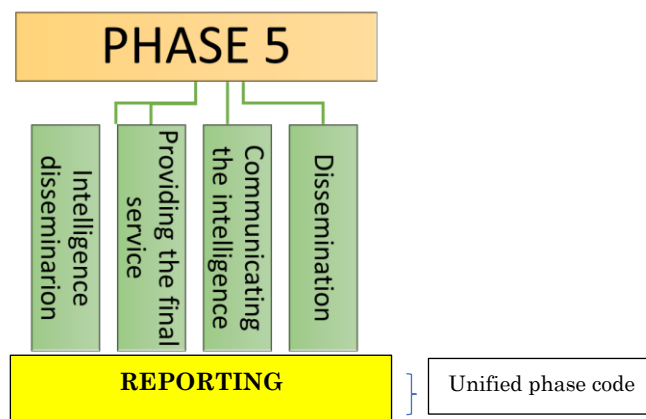 PHASE 5
Intelligence
disseminarion
Providing the final
service
Communicating
the intelligence
Dissemination
REPORTING
Unified phase code